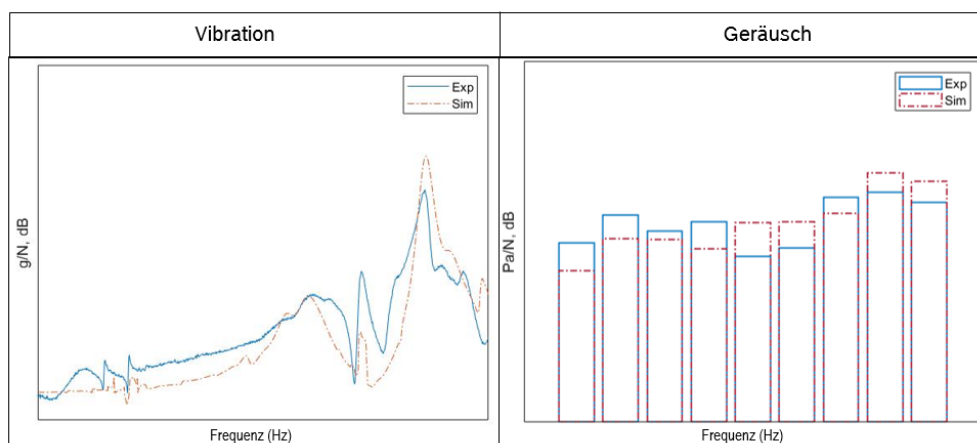 Vibration
Geräusch
Exp
Sim
g/N, dB
Frequenz (Hz)
Exp
Sim
Pa/N, dB
Frequenz (Hz)